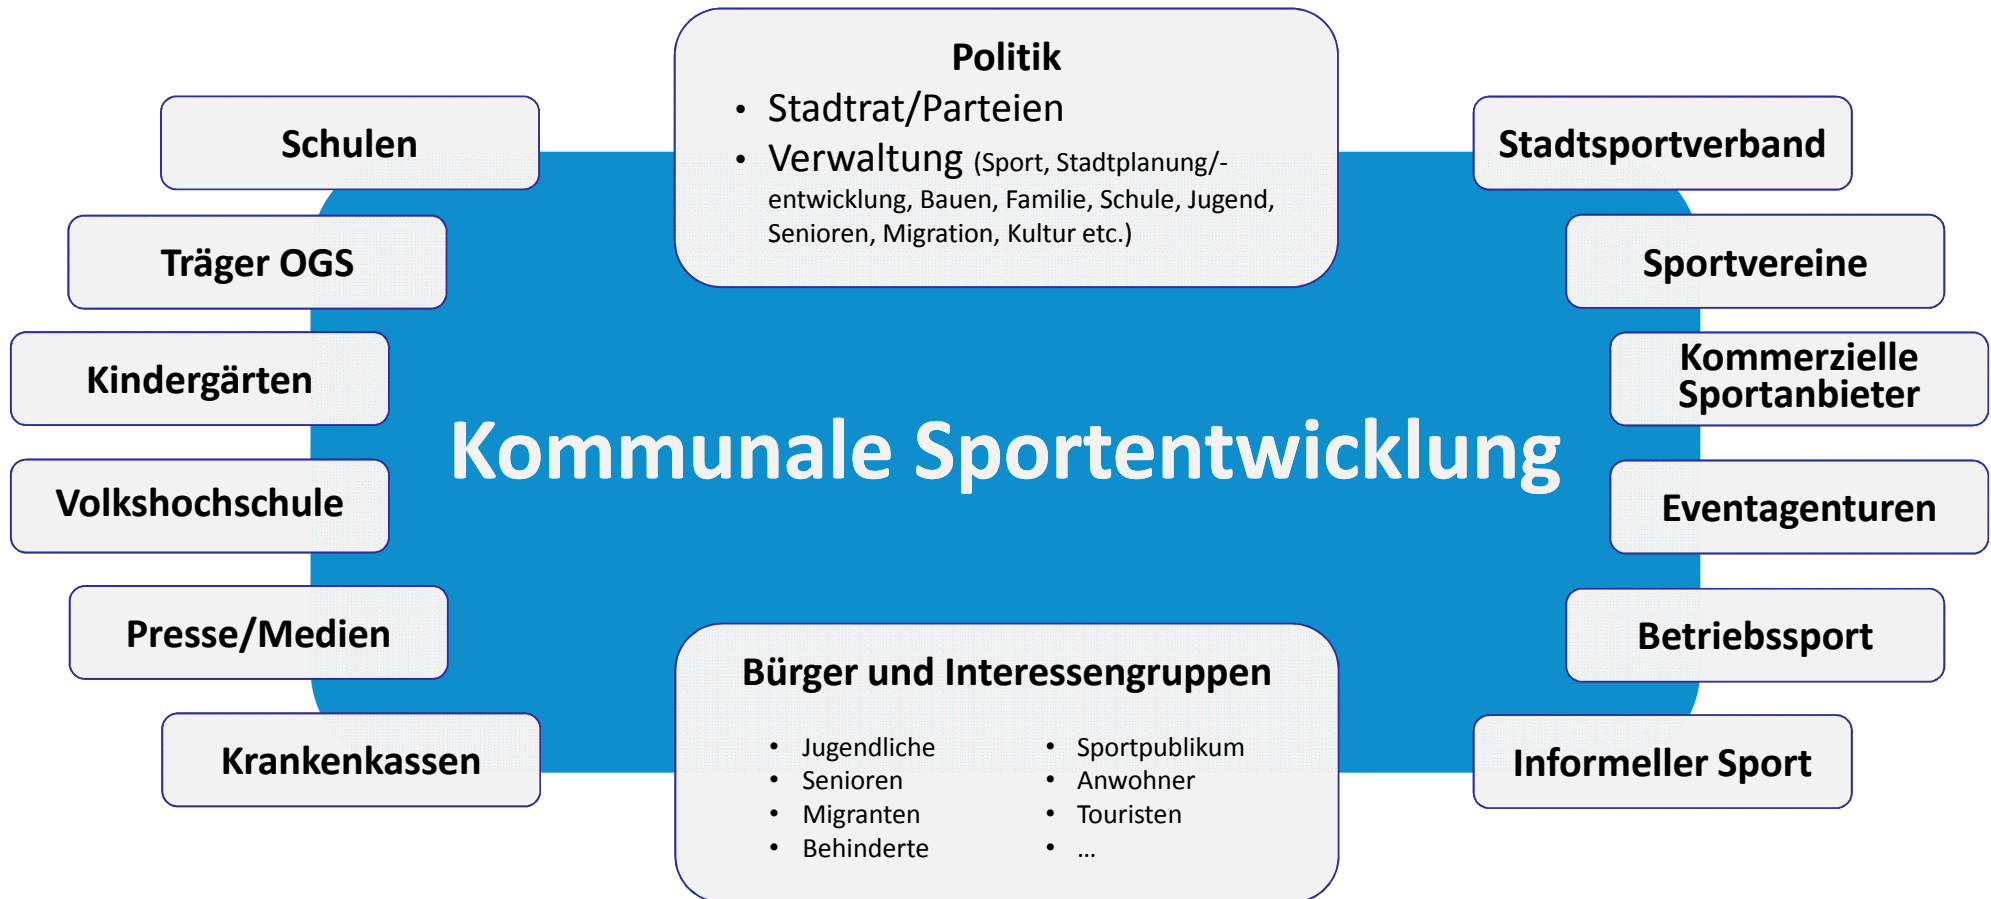 Politik
• Stadtrat/Parteien
• Verwaltung (Sport, Stadtplanung/-
entwicklung, Bauen, Familie, Schule, Jugend,
Senioren, Migration, Kultur etc.)
Schulen
Träger OGS
Kindergärten
Volkshochschule
Presse/Medien
Krankenkassen
Kommunale Sportentwicklung
Stadtsportverband
Sportvereine
Kommerzielle
Sportanbieter
Eventagenturen
Betriebssport
Informeller Sport
Bürger und Interessengruppen
• Jugendliche
• Senioren
• Migranten
• Behinderte
• Sportpublikum
• Anwohner
• Touristen
• ...